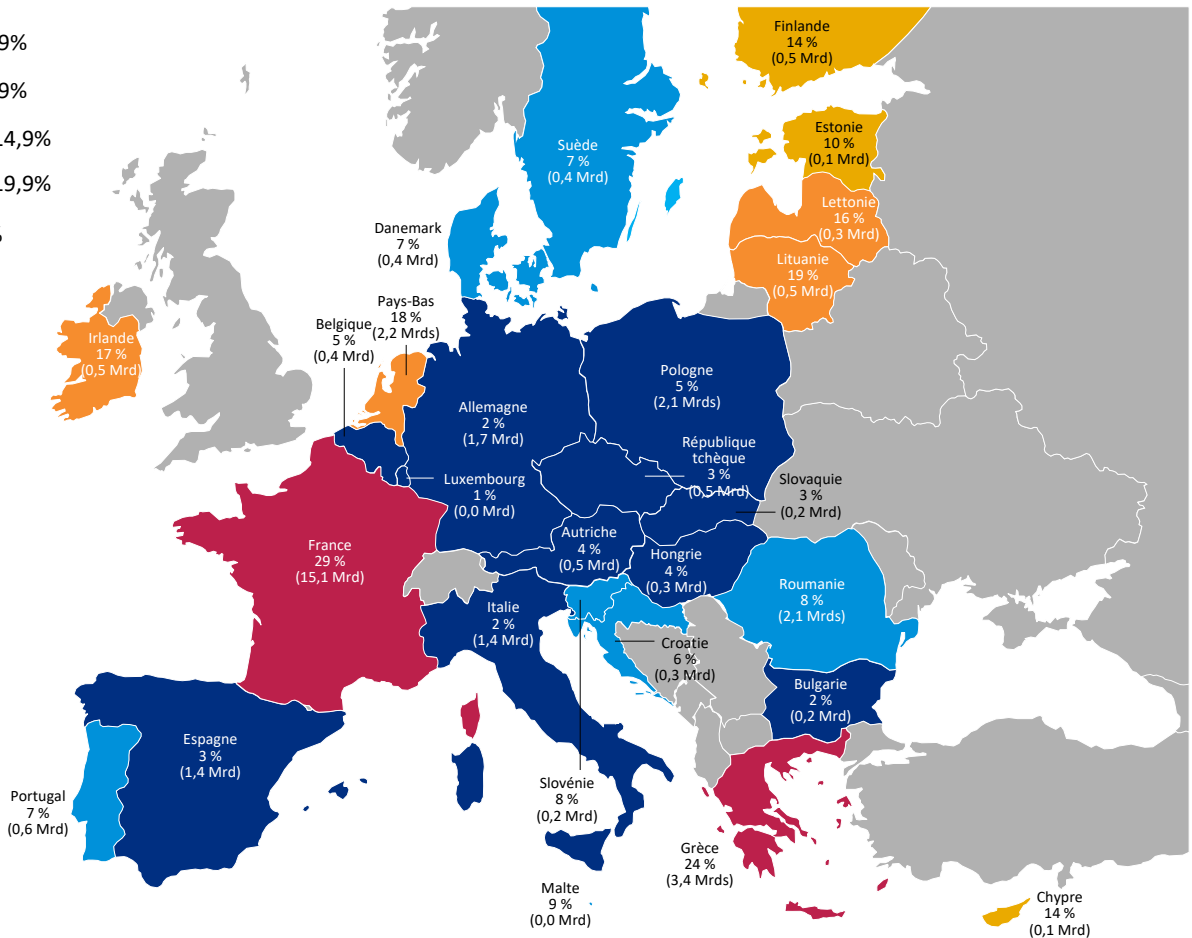 9%
9%
14,9%
19,9%
%
Finlande
14 %
(0,5 Mrd)
Estonie
10 %
(0,1 Mrd)
Suède
7 %
(0,4 Mrd)
Lettonie
16 %
(0,3 Mrd)
Danemark
7 %
(0,4 Mrd)
Lituanie
19 %
(0,5 Mrd)
Pays-Bas
18 %
(2,2 Mrds)
Belgique
5 %
(0,4 Mrd)
Irlande
17 %
(0,5 Mrd)
Pologne
5 %
(2,1 Mrds)
Allemagne
2 %
(1,7 Mrd)
République
tchèque
3 %
(0,5 Mrd)
Luxembourg
1 %
(0,0 Mrd)
Slovaquie
3 %
(0,2 Mrd)
Autriche
4 %
(0,5 Mrd)
France
29 %
(15,1 Mrd)
Hongrie
4 %
(0,3 Mrd)
Roumanie
8 %
(2,1 Mrds)
Italie
2 %
(1,4 Mrd)
Croatie
6 %
(0,3 Mrd)
Bulgarie
2 %
(0,2 Mrd)
Espagne
3 %
(1,4 Mrd)
Portugal
7 %
(0,6 Mrd)
Slovénie
8 %
(0,2 Mrd)
Grèce
24 %
(3,4 Mrds)
Malte
9 %
(0,0 Mrd)
Chypre
14 %
(0,1 Mrd)